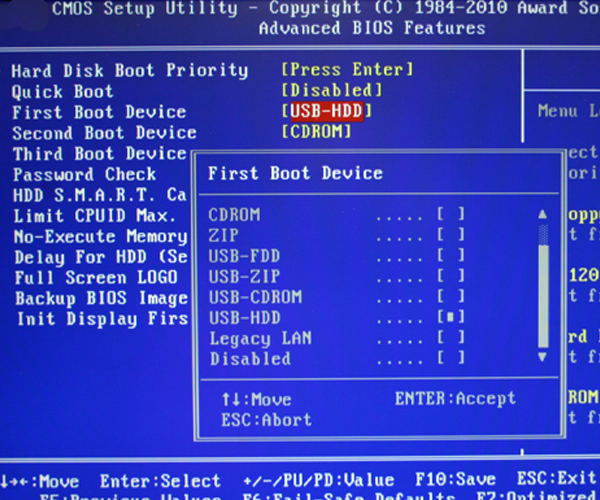 CMOS Setup Utility - Copyright (C) 1984-2010 Award So
Advanced BIOS Features
Hard Disk Boot Priority [Press Enter]
Quick Boot [Disabled]
First Boot Device [USB-HDD] Menu L
Second Boot Device [CDROM]
Third Boot Device ect
Password Check ori
HDD S.M.A.R.T. Ca
Limit CPUID Max. opp
No-Execute Memory t f
Delay For HDD (Se
Full Screen LOGO 120
Backup BIOS Image t f
Init Display Firs
First Boot Device
CDROM ..... [ ]
ZIP ..... [ ]
USB-FDD ..... [ ]
USB-ZIP ..... [ ]
USB-CDROM ..... [ ]
USB-HDD ..... [■]
Legacy LAN ..... [ ]
Disabled ..... [ ]
rd
t f
ROM
t f
↑↓:Move ENTER:Accept
ESC:Abort
↓→←:Move Enter:Select +/-/PU/PD:Value F10:Save ESC:Exit
F5:Previous Values F6:Fail-Safe Defaults F7:Optimized